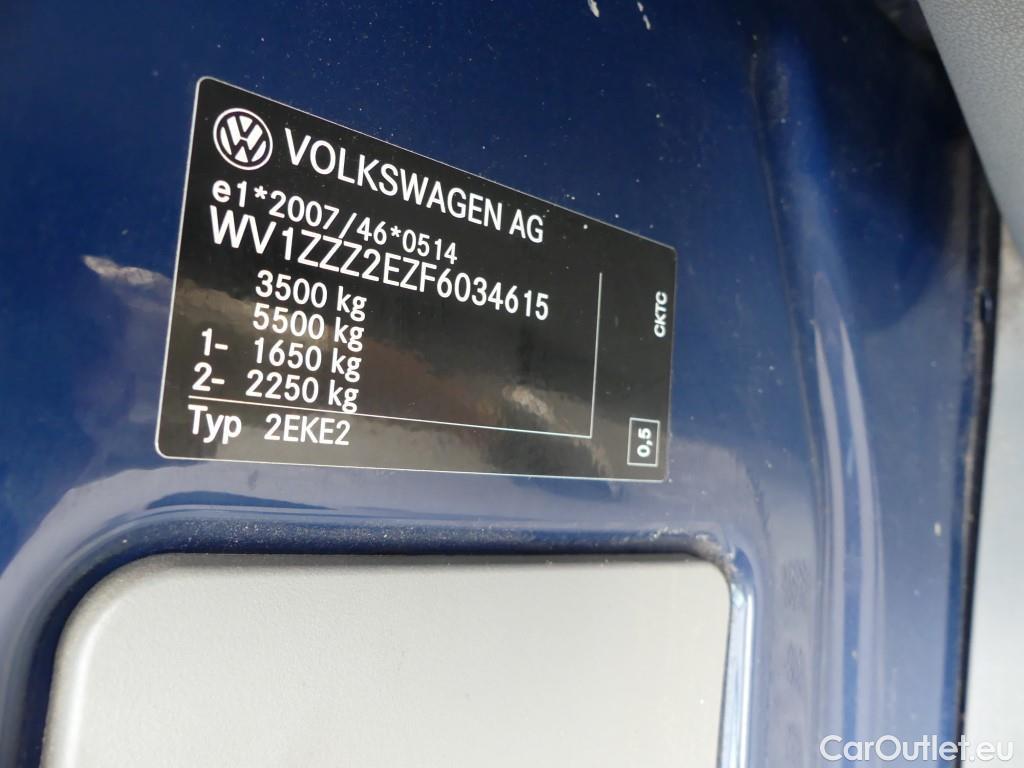 VOLKSWAGEN AG
e1*2007/46*0514
WV1ZZZ2EZF6034615
3500 kg
5500 kg
1- 1650 kg
2- 2250 kg
Typ 2EKE2
CKTC
0,5
CarOutlet.eu